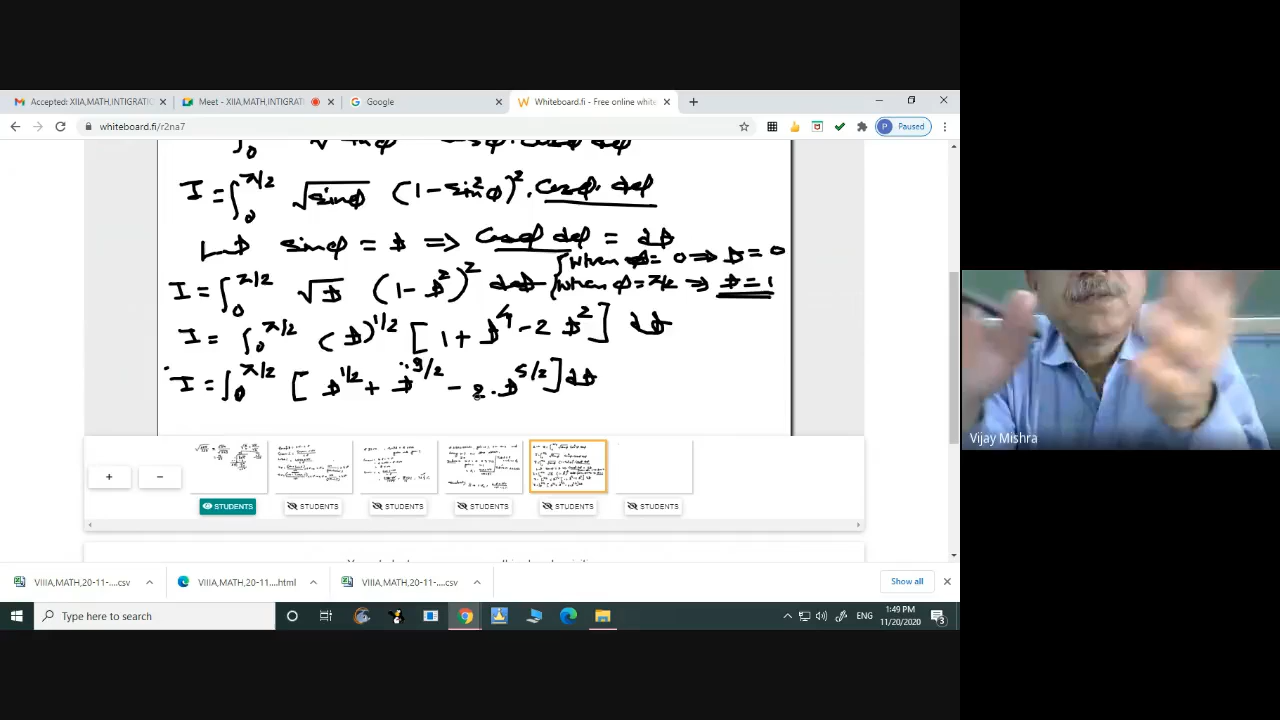 Accepted: XIIA,MATH,INTIGRATI
Meet - XIIA,MATH,INTEGRAT
Google
Whiteboard.fi - Free online white
whiteboard.fi/r2na7
Paused
I = ∫₀^π/2 √sinφ (1 - sin²φ)² . Cosφ. dφ
Let sinφ = t ⇒ Cosφ dφ = dt
{when φ = 0 ⇒ t = 0
I = ∫₀^π/2 √t (1 - t²)² dt {when φ = π/2 ⇒ t = 1
I = ∫₀^π/2 (t)^1/2 [1 + t⁴ - 2 t²] dt
∴ I = ∫₀^π/2 [t^1/2 + t^9/2 - 2. t^5/2] dt
Vijay Mishra
+
-
STUDENTS
STUDENTS
STUDENTS
STUDENTS
STUDENTS
STUDENTS
VIIIA,MATH,20-11-....csv
VIIIA,MATH,20-11....html
VIIIA,MATH,20-11-....csv
Show all
Type here to search
ENG
1:49 PM
11/20/2020
3